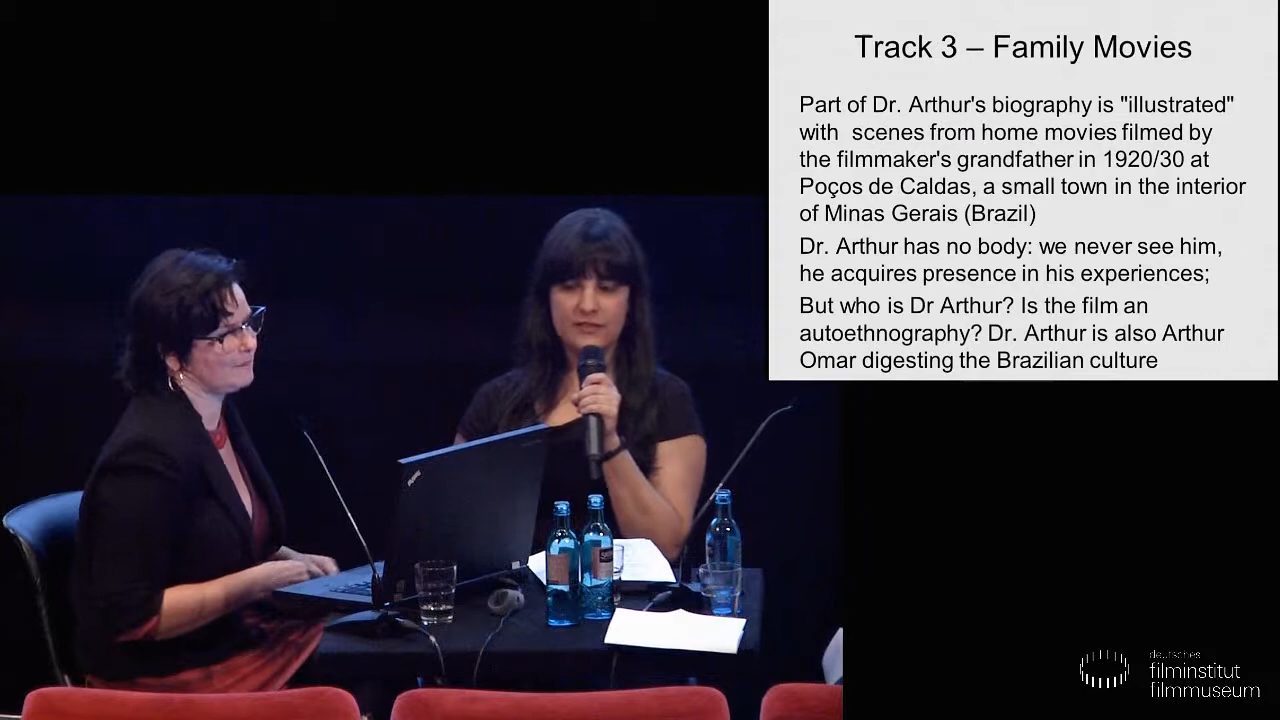 Track 3 – Family Movies
Part of Dr. Arthur's biography is "illustrated"
with  scenes from home movies filmed by
the filmmaker's grandfather in 1920/30 at
Poços de Caldas, a small town in the interior
of Minas Gerais (Brazil)
Dr. Arthur has no body: we never see him,
he acquires presence in his experiences;
But who is Dr Arthur? Is the film an
autoethnography? Dr. Arthur is also Arthur
Omar digesting the Brazilian culture
deutsches
filminstitut
filmmuseum